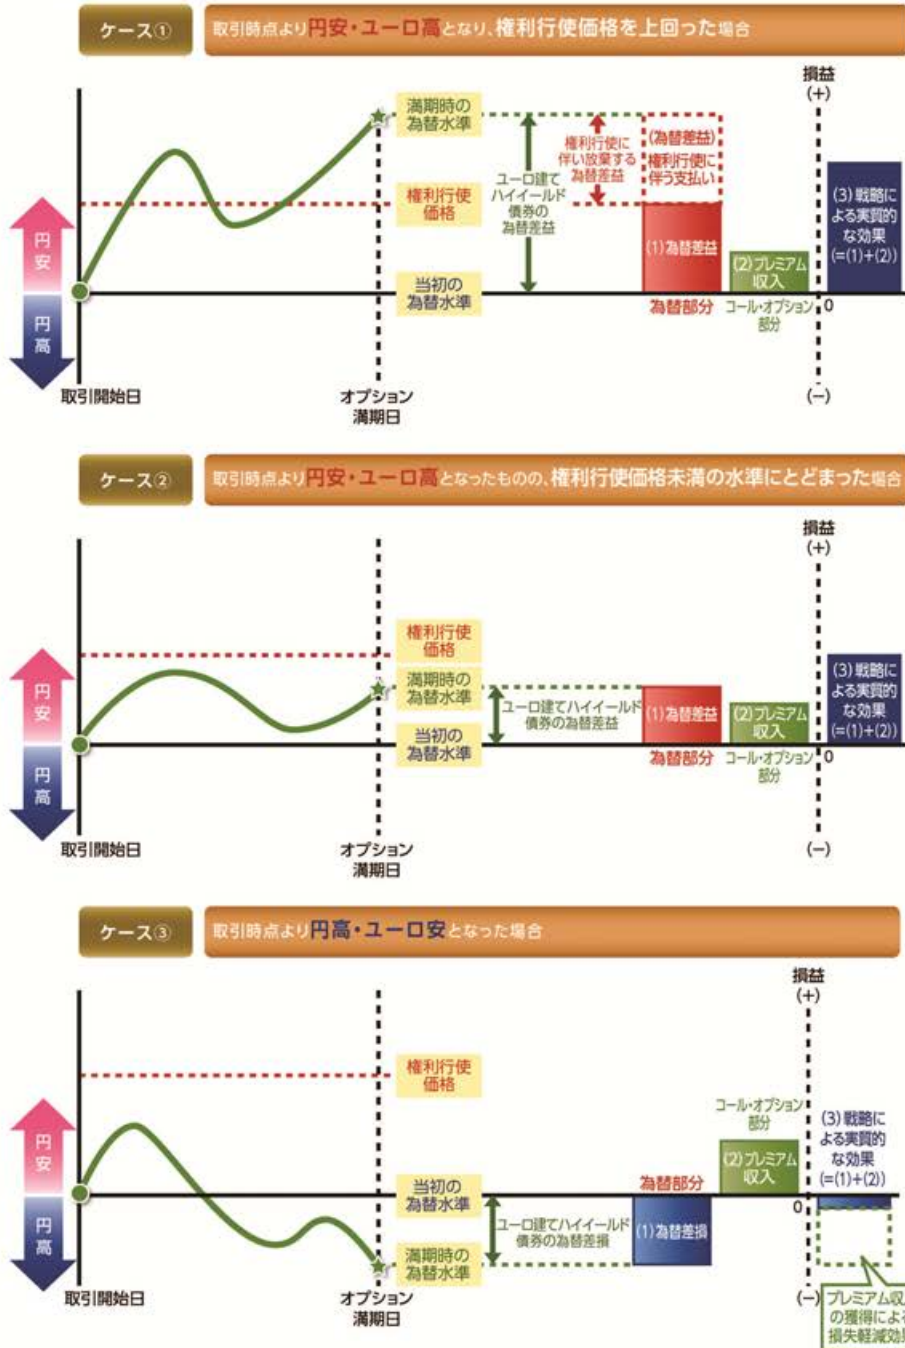 ケース①
取引時点より円安・ユーロ高となり、権利行使価格を上回った場合
損益
(+)
満期時の
為替水準
権利行使に
伴い放棄する
為替差益
(為替差益)
権利行使に
伴う支払い
ユーロ建て
ハイイールド
債券の
為替差益
権利行使
価格
(3)戦略に
よる実質的
な効果
(=(1)+(2))
円安
(1)為替差益
(2)プレミアム
収入
当初の
為替水準
為替部分
コール・オプション
部分
0
円高
取引開始日
オプション
満期日
(−)
ケース②
取引時点より円安・ユーロ高となったものの、権利行使価格未満の水準にとどまった場合
損益
(+)
権利行使
価格
満期時の
為替水準
円安
ユーロ建てハイイールド
債券の為替差益
(1)為替差益
(2)プレミアム
収入
(3)戦略に
よる実質的
な効果
(=(1)+(2))
当初の
為替水準
為替部分
コール・オプション
部分
0
円高
取引開始日
オプション
満期日
(−)
ケース③
取引時点より円高・ユーロ安となった場合
損益
(+)
権利行使
価格
コール・オプション
部分
(3)戦略に
よる実質的
な効果
(=(1)+(2))
円安
(2)プレミアム
収入
当初の
為替水準
為替部分
0
ユーロ建てハイイールド
債券の為替差損
(1)為替差損
円高
満期時の
為替水準
取引開始日
オプション
満期日
(−)
プレミアム収
の獲得によ
損失軽減効